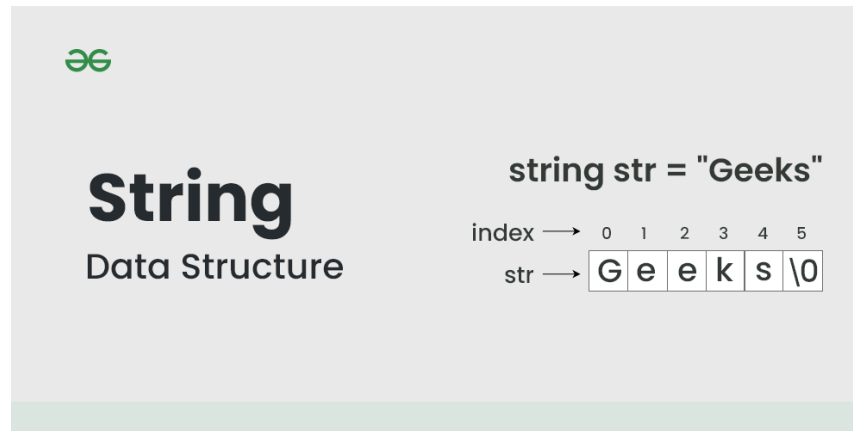 String
Data Structure
string str = "Geeks"
index 0 1 2 3 4 5
str G e e k s \0